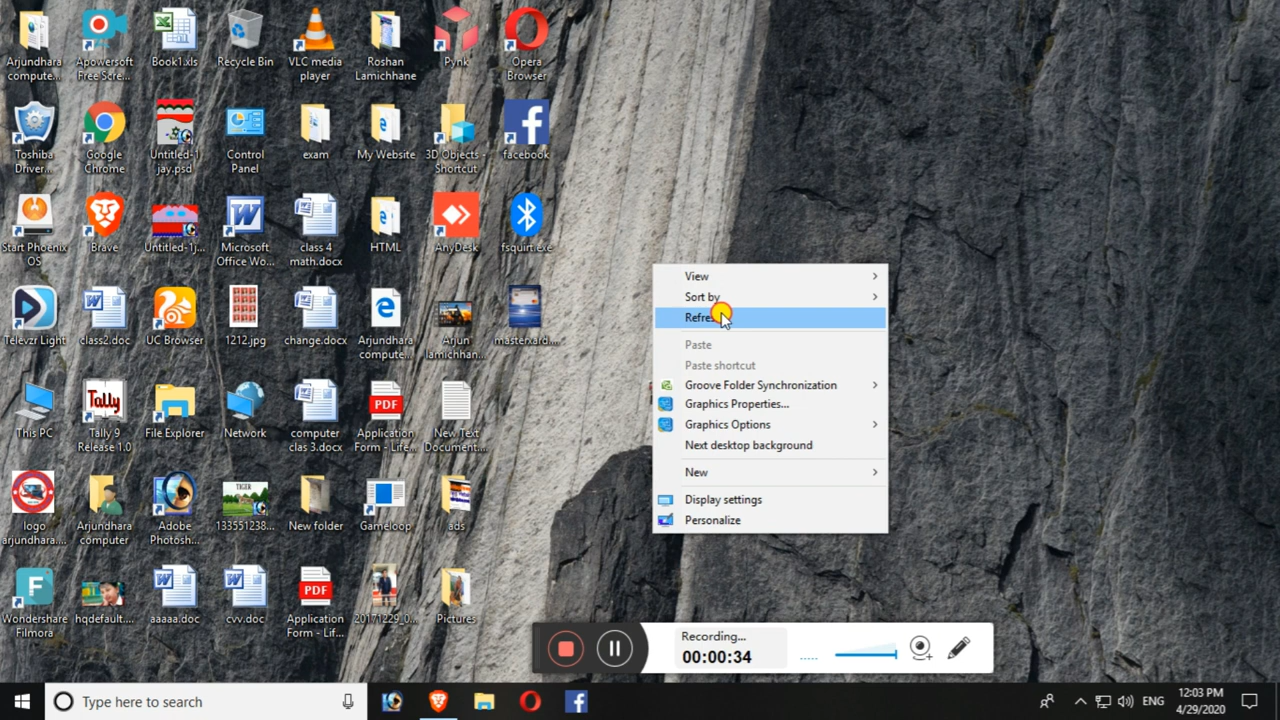 Arjundhara
compute...
Apowersoft
Free Scre...
Book1.xls
Recycle Bin
VLC media
player
Roshan
Lamichhane
Pynk
Opera
Browser
Toshiba
Driver...
Google
Chrome
Untitled-1
jay.psd
Control
Panel
exam
My Website
3D Objects -
Shortcut
facebook
Start Phoenix
OS
Brave
Untitled-1j...
Microsoft
Office Wo...
class 4
math.docx
HTML
AnyDesk
fsquirt.exe
Televzr Light
class2.doc
UC Browser
1212.jpg
change.docx
Arjundhara
compute...
Arjun
lamichhan...
This PC
Tally
Tally 9
Release 1.0
File Explorer
Network
computer
clas 3.docx
PDF
Application
Form - Life...
New Text
Document....
logo
arjundhara....
Arjundhara
computer
Adobe
Photosh...
TIGER
133551238...
New folder
Gameloop
ads
Wondershare
Filmora
hqdefault....
aaaaa.doc
cvv.doc
PDF
Application
Form - Lif...
20171229_0...
Pictures
View
Sort by
Paste
Paste shortcut
Groove Folder Synchronization
Graphics Properties...
Graphics Options
Next desktop background
New
Display settings
Personalize
Recording...
00:00:34
Type here to search
ENG
12:03 PM
4/29/2020